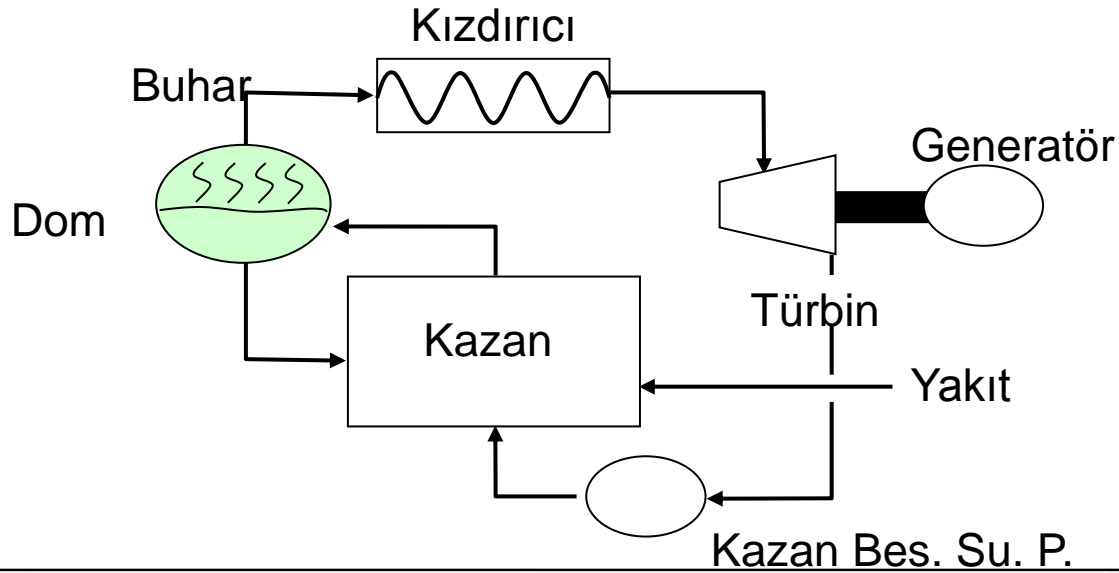 Kızdırıcı
Buhar
Generatör
Dom
Türbin
Kazan
Yakıt
Kazan Bes. Su. P.